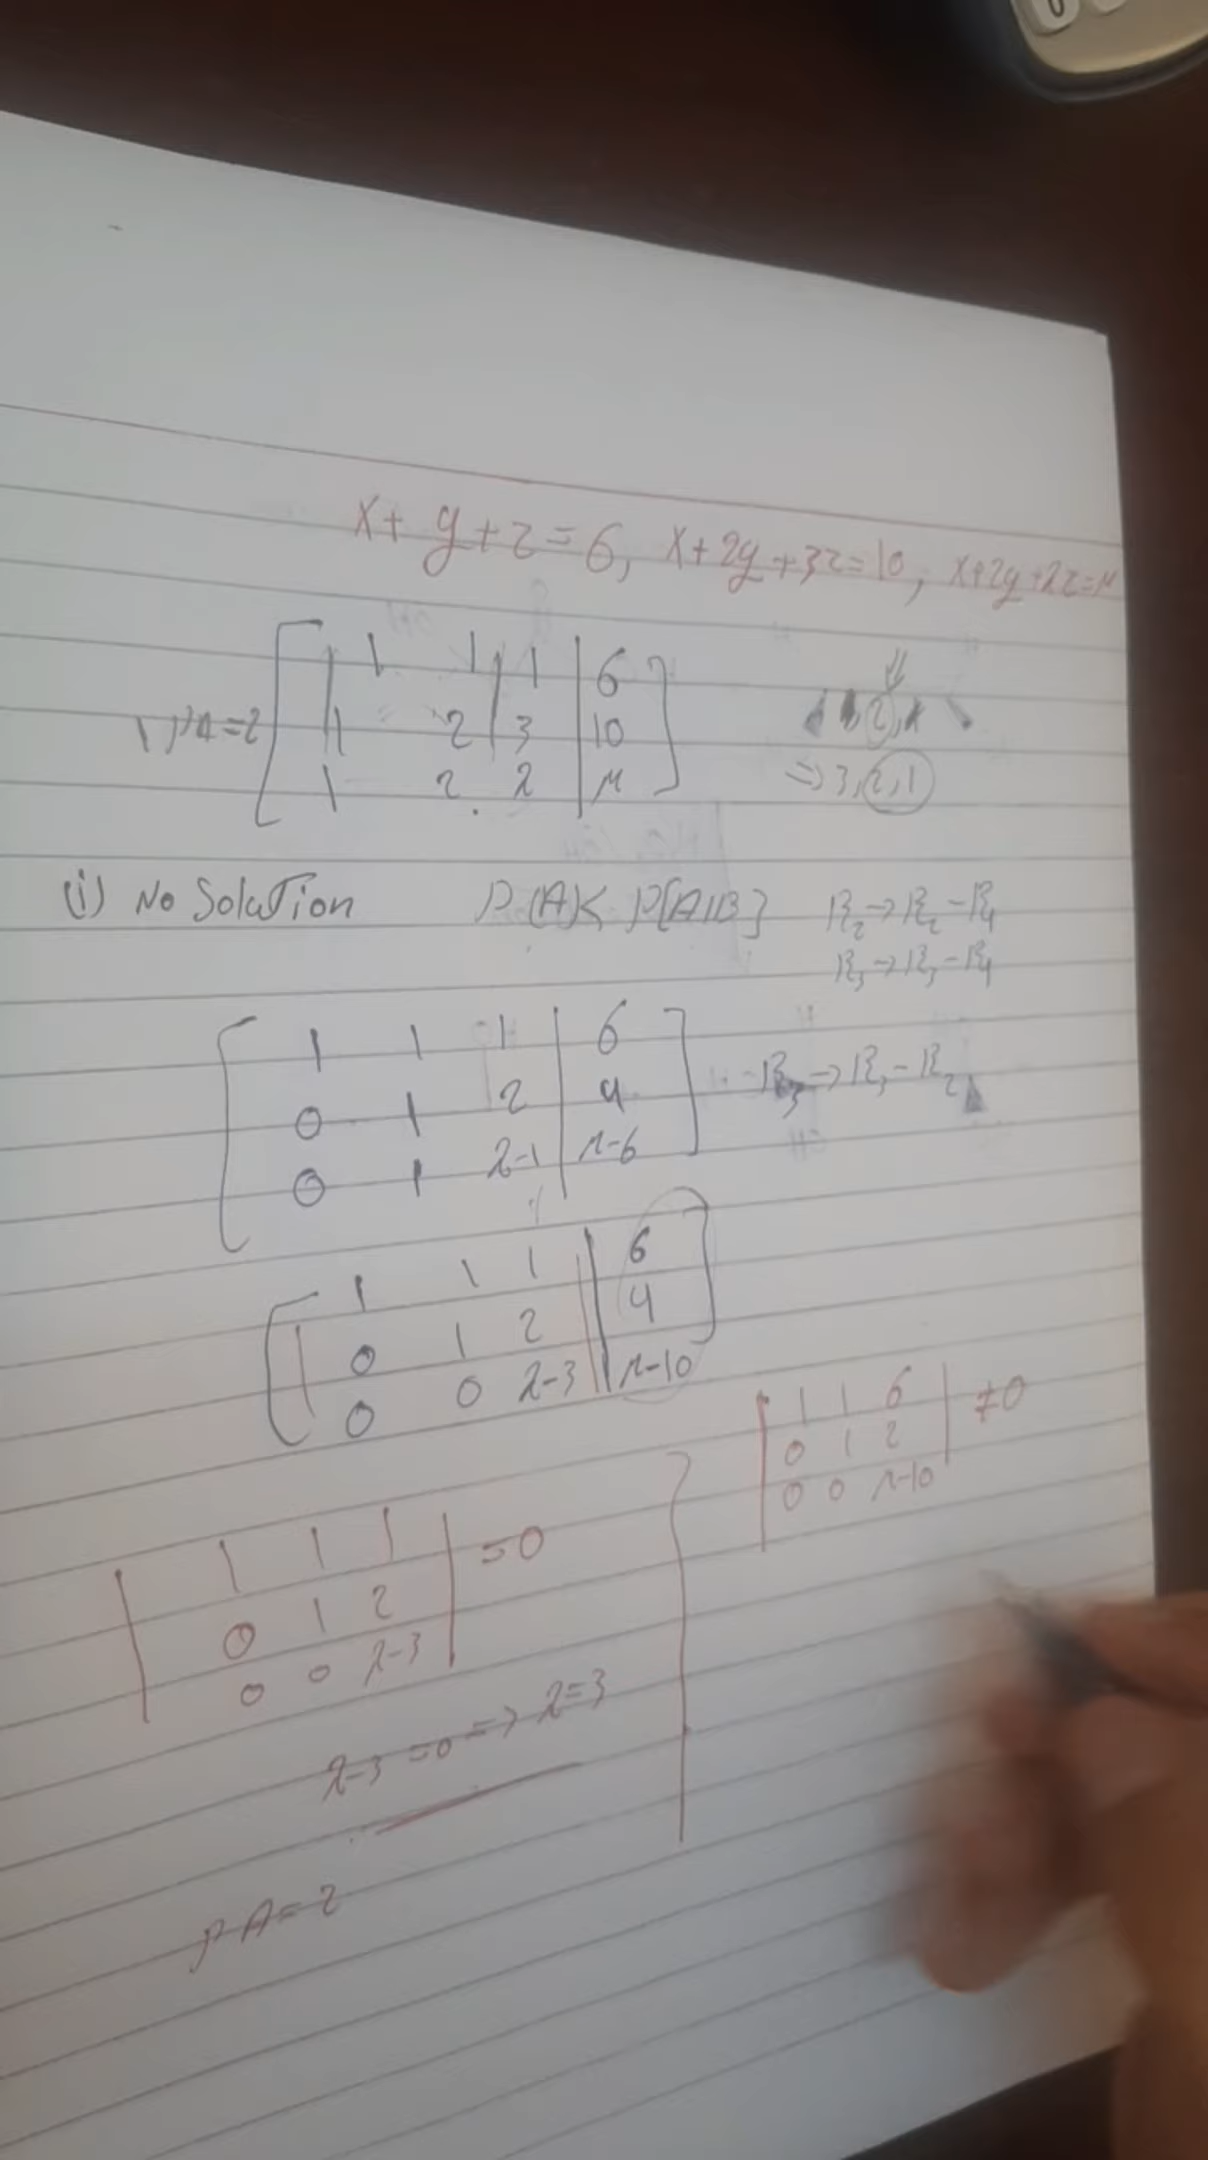 x + y + z = 6, x + 2y + 3z = 10, x + 2y + λz = μ
1 1 1 | 6
ρA = 2 1 2 3 | 10 2,
1 2 λ | μ => 3, 2, 1
(i) No Solution ρ(A) < ρ[A|B] R₂ → R₂ - R₁
R₃ → R₃ - R₁
1 1 1 | 6
0 1 2 | 4 R₃ → R₃ - R₂
0 1 λ-1 | μ-6
1 1 1 | 6
0 1 2 | 4
0 0 λ-3 | μ-10
1 1 6 ≠ 0
0 1 2
0 0 μ-10
1 1 1 = 0
0 1 2
0 0 λ-3
λ-3 = 0 => λ = 3
ρA = 2